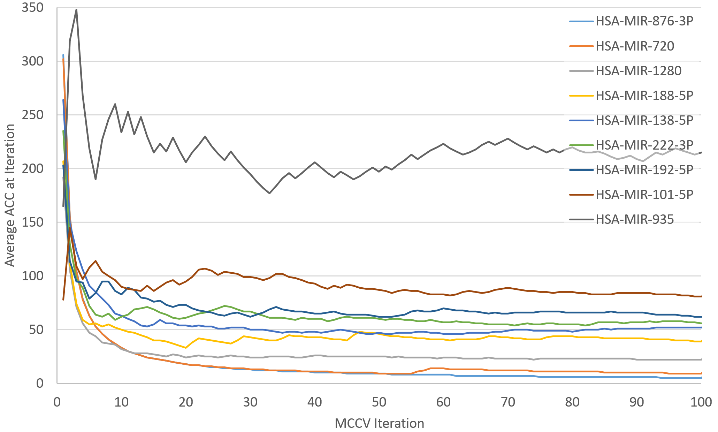 350
300
250
200
150
100
50
0
Average ACC at Iteration
0 10 20 30 40 50 60 70 80 90 100
MCCV Iteration
HSA-MIR-876-3P
HSA-MIR-720
HSA-MIR-1280
HSA-MIR-188-5P
HSA-MIR-138-5P
HSA-MIR-222-3P
HSA-MIR-192-5P
HSA-MIR-101-5P
HSA-MIR-935